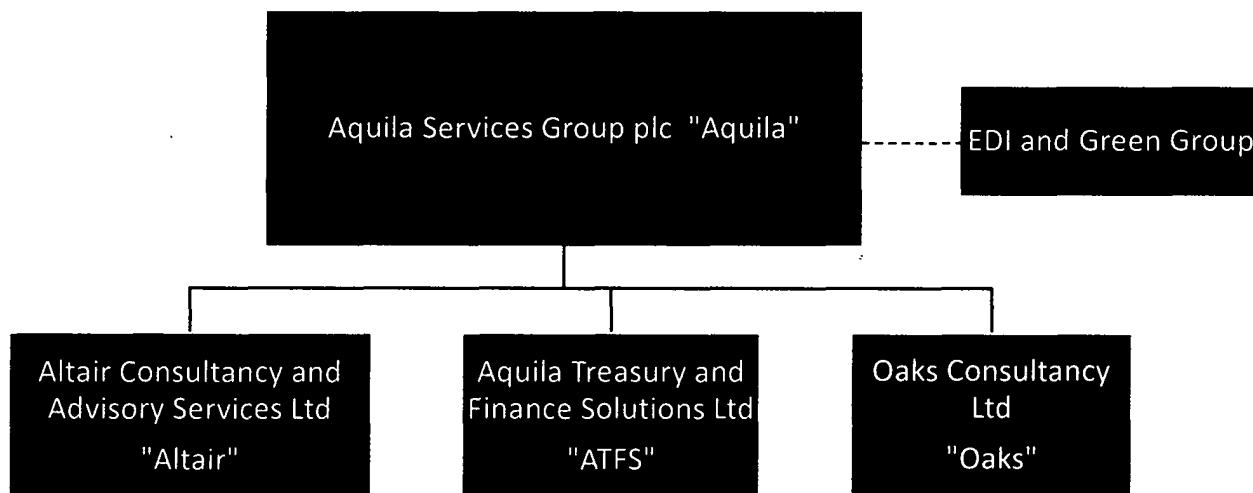 Aquila Services Group plc "Aquila"
EDI and Green Group
Altair Consultancy and
Advisory Services Ltd
"Altair"
Aquila Treasury and
Finance Solutions Ltd
"ATFS"
Oaks Consultancy
Ltd
"Oaks"